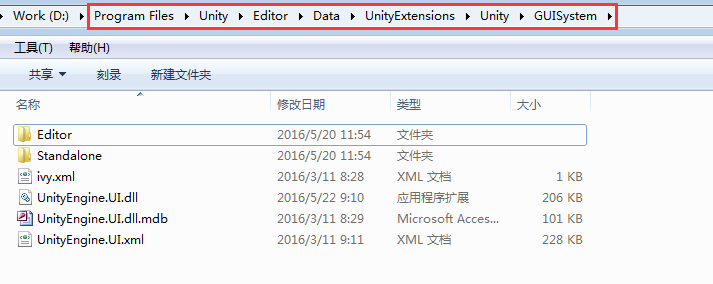 Work (D:) Program Files Unity Editor Data UnityExtensions Unity GUISystem
工具(T) 帮助(H)
共享 刻录 新建文件夹
名称 修改日期 类型 大小
Editor 2016/5/20 11:54 文件夹
Standalone 2016/5/20 11:54 文件夹
ivy.xml 2016/3/11 8:28 XML 文档 1 KB
UnityEngine.UI.dll 2016/5/22 9:10 应用程序扩展 206 KB
UnityEngine.UI.dll.mdb 2016/3/11 8:29 Microsoft Acces... 101 KB
UnityEngine.UI.xml 2016/3/11 9:11 XML 文档 228 KB